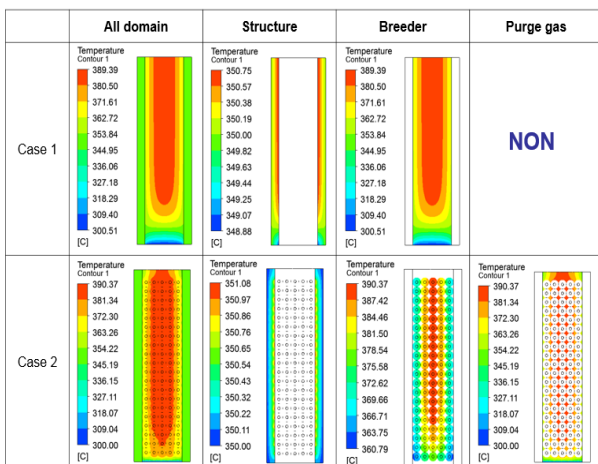 All domain
Structure
Breeder
Purge gas
Case 1
Temperature
Contour 1
389.39
380.50
371.61
362.72
353.84
344.95
336.06
327.18
318.29
309.40
300.51
[C]
Temperature
Contour 1
350.75
350.57
350.38
350.19
350.00
349.82
349.63
349.44
349.25
349.07
348.88
[C]
Temperature
Contour 1
389.39
380.50
371.61
362.72
353.84
344.95
336.06
327.18
318.29
309.40
300.51
[C]
NON
Case 2
Temperature
Contour 1
390.37
381.34
372.30
363.26
354.22
345.19
336.15
327.11
318.07
309.04
300.00
[C]
Temperature
Contour 1
351.08
350.97
350.86
350.76
350.65
350.54
350.43
350.32
350.22
350.11
350.00
[C]
Temperature
Contour 1
390.37
387.42
384.46
381.50
378.54
375.58
372.62
369.66
366.71
363.75
360.79
[C]
Temperature
Contour 1
390.37
381.34
372.30
363.26
354.22
345.19
336.15
327.11
318.07
309.04
300.00
[C]